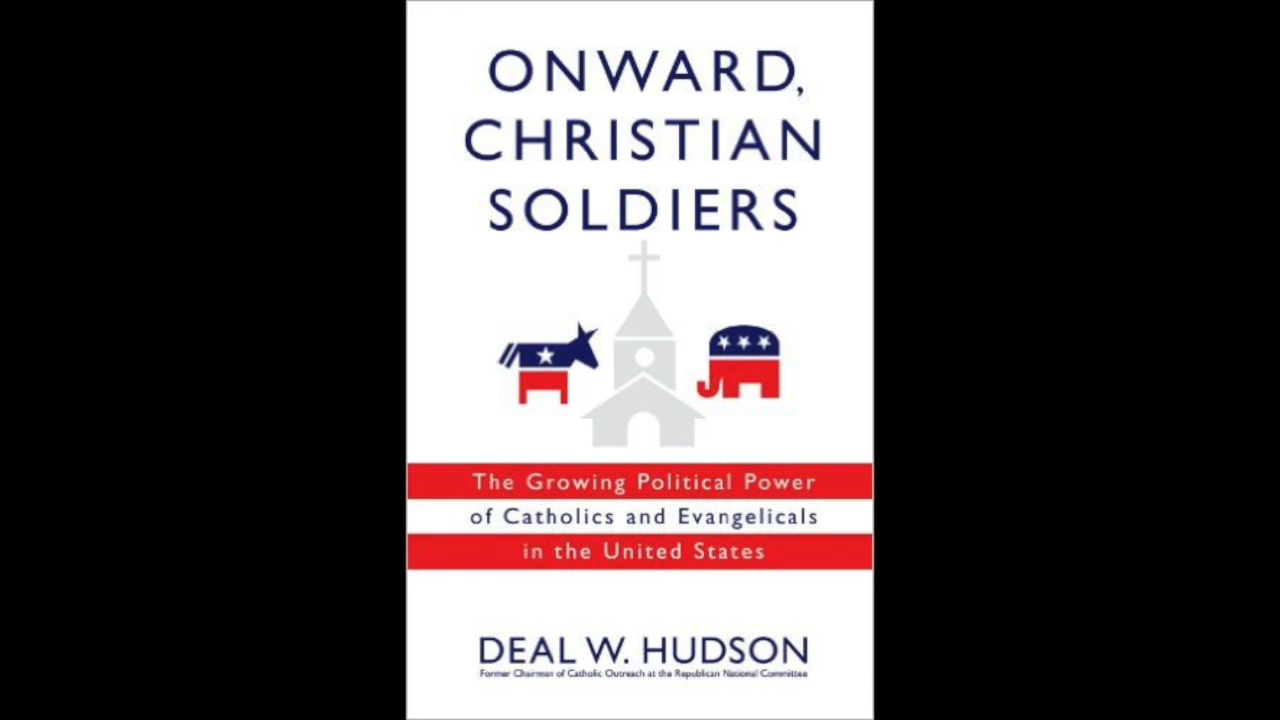 ONWARD,
CHRISTIAN
SOLDIERS
The Growing Political Power
of Catholics and Evangelicals
in the United States
DEAL W. HUDSON
Former Chairman of Catholic Outreach at the Republican National Committee